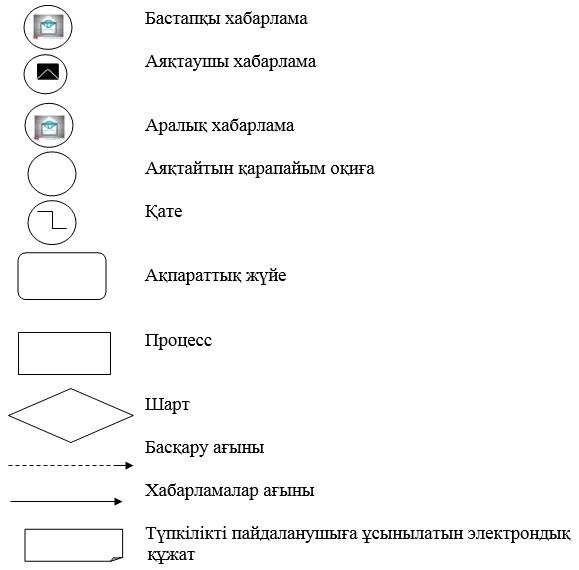 Бастапқы хабарлама
Аяқтаушы хабарлама
Аралық хабарлама
Аяқтайтын қарапайым оқиға
Қате
Ақпараттық жүйе
Процесс
Шарт
Басқару ағыны
Хабарламалар ағыны
Түпкілікті пайдаланушыға ұсынылатын электрондық
құжат